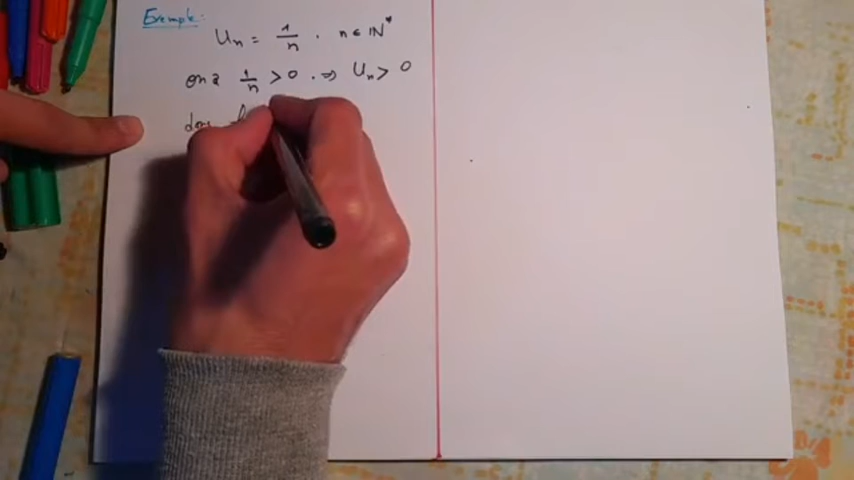 Exemple:
Un = 1/n . n ∈ ℕ*
on a 1/n > 0 . ⇒ Un > 0
donc